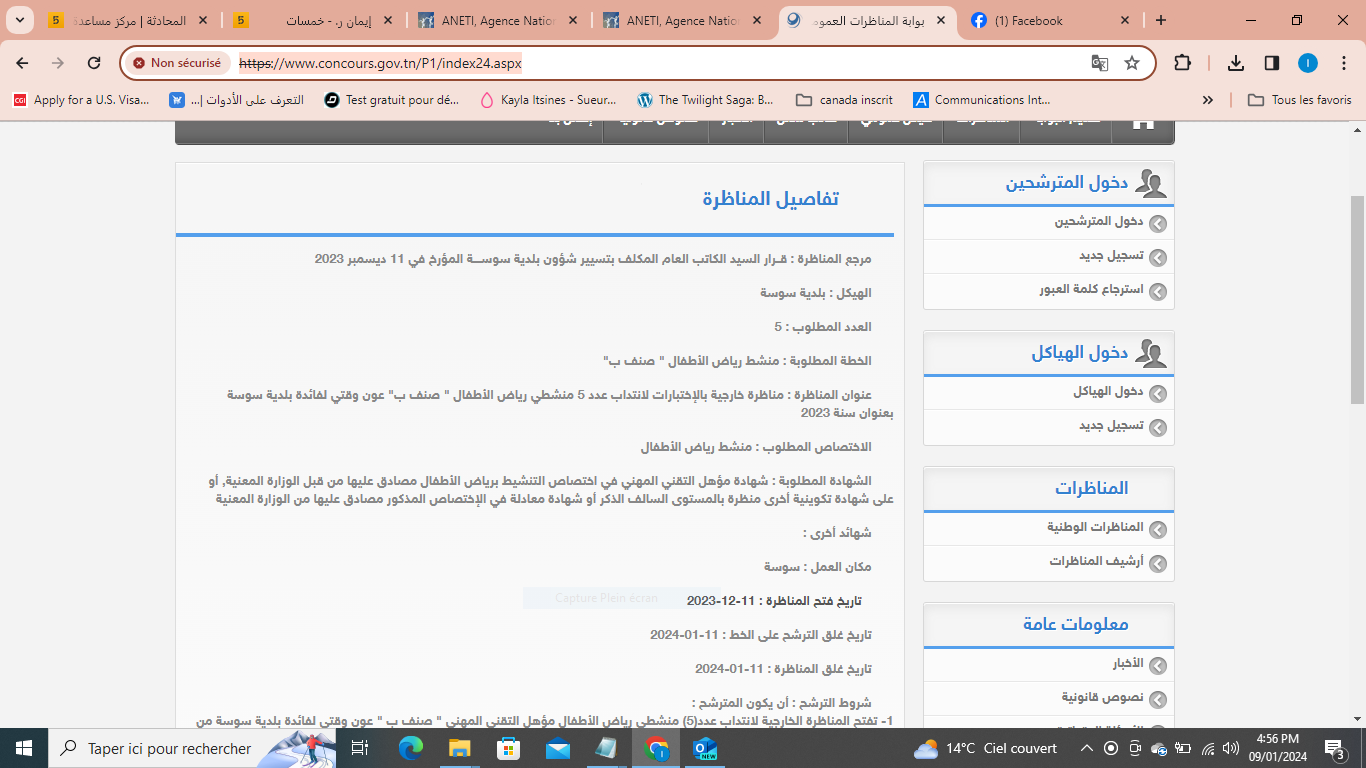 المحادثة | مركز مساعدة
إيمان ر. - خمسات
ANETI, Agence Nation
ANETI, Agence Nation
بوابة المناظرات العموم
(1) Facebook
Non sécurisé
https://www.concours.gov.tn/P1/index24.aspx
Apply for a U.S. Visa...
التعرف على الأدوات |...
Test gratuit pour dé...
Kayla Itsines - Sueur...
The Twilight Saga: B...
canada inscrit
Communications Int...
»
Tous les favoris
دخول المترشحين
دخول المترشحين
تسجيل جديد
استرجاع كلمة العبور
دخول الهياكل
دخول الهياكل
تسجيل جديد
المناظرات
المناظرات الوطنية
أرشيف المناظرات
معلومات عامة
الأخبار
نصوص قانونية
تفاصيل المناظرة
مرجع المناظرة : قـرار السيد الكاتب العام المكلف بتسيير شؤون بلدية سوســـة المؤرخ في 11 ديسمبر 2023
الهيكل : بلدية سوسة
العدد المطلوب : 5
الخطة المطلوبة : منشط رياض الأطفال " صنف ب"
عنوان المناظرة : مناظرة خارجية بالإختبارات لانتداب عدد 5 منشطي رياض الأطفال " صنف ب" عون وقتي لفائدة بلدية سوسة
بعنوان سنة 2023
الاختصاص المطلوب : منشط رياض الأطفال
الشهادة المطلوبة : شهادة مؤهل التقني المهني في اختصاص التنشيط برياض الأطفال مصادق عليها من قبل الوزارة المعنية, أو
على شهادة تكوينية أخرى منظرة بالمستوى السالف الذكر أو شهادة معادلة في الإختصاص المذكور مصادق عليها من الوزارة المعنية
شهائد أخرى :
مكان العمل : سوسة
Capture Plein écran
تاريخ فتح المناظرة : 11-12-2023
تاريخ غلق الترشح على الخط : 11-01-2024
تاريخ غلق المناظرة : 11-01-2024
شروط الترشح : أن يكون المترشح :
1- تفتح المناظرة الخارجية لانتداب عدد(5) منشطي رياض الأطفال مؤهل التقني المهني " صنف ب " عون وقتي لفائدة بلدية سوسة من
Taper ici pour rechercher
14°C Ciel couvert
4:56 PM
09/01/2024
NEW
3